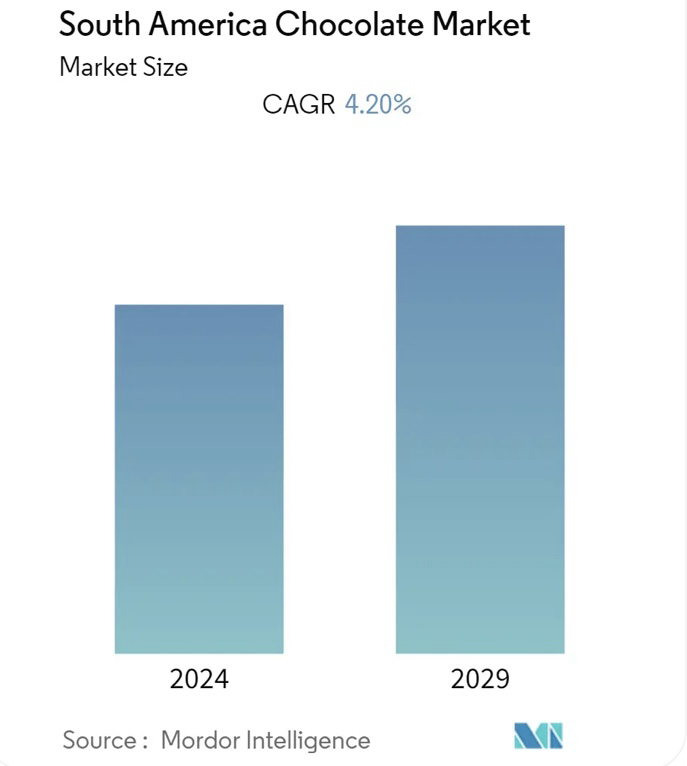 South America Chocolate Market
Market Size
CAGR 4.20%
2024 2029
Source : Mordor Intelligence